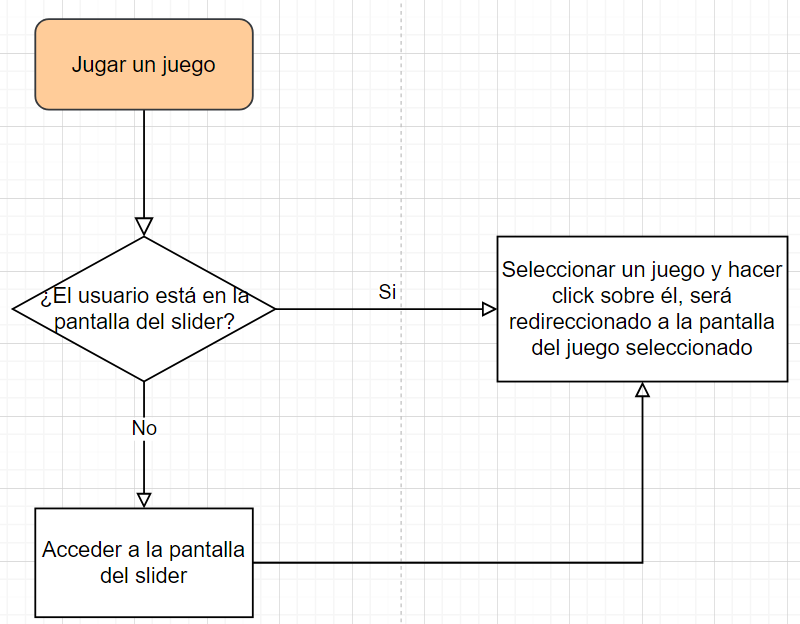 Jugar un juego
¿El usuario está en la
pantalla del slider?
Si
Seleccionar un juego y hacer
click sobre él, será
redireccionado a la pantalla
del juego seleccionado
No
Acceder a la pantalla
del slider